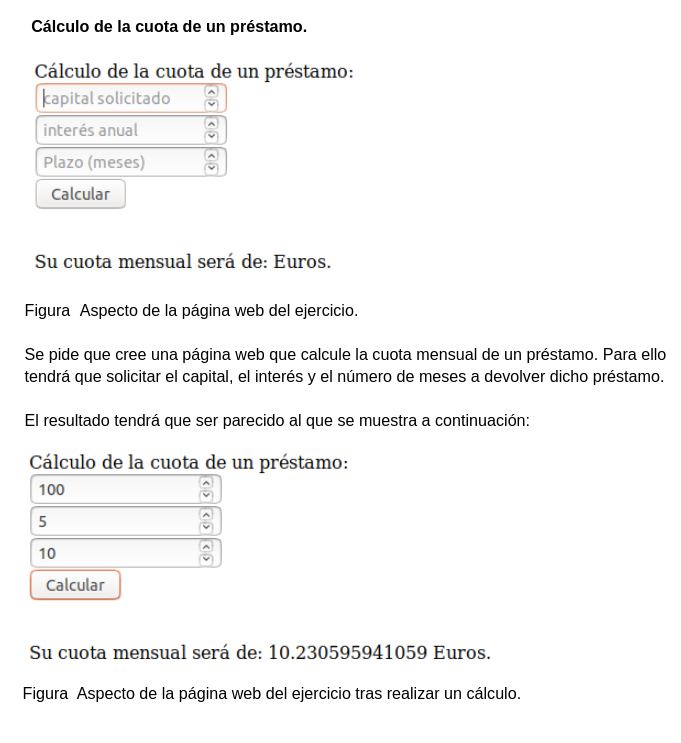 Cálculo de la cuota de un préstamo.
Cálculo de la cuota de un préstamo:
capital solicitado
interés anual
Plazo (meses)
Calcular
Su cuota mensual será de: Euros.
Figura  Aspecto de la página web del ejercicio.
Se pide que cree una página web que calcule la cuota mensual de un préstamo. Para ello
tendrá que solicitar el capital, el interés y el número de meses a devolver dicho préstamo.
El resultado tendrá que ser parecido al que se muestra a continuación:
Cálculo de la cuota de un préstamo:
100
5
10
Calcular
Su cuota mensual será de: 10.230595941059 Euros.
Figura  Aspecto de la página web del ejercicio tras realizar un cálculo.